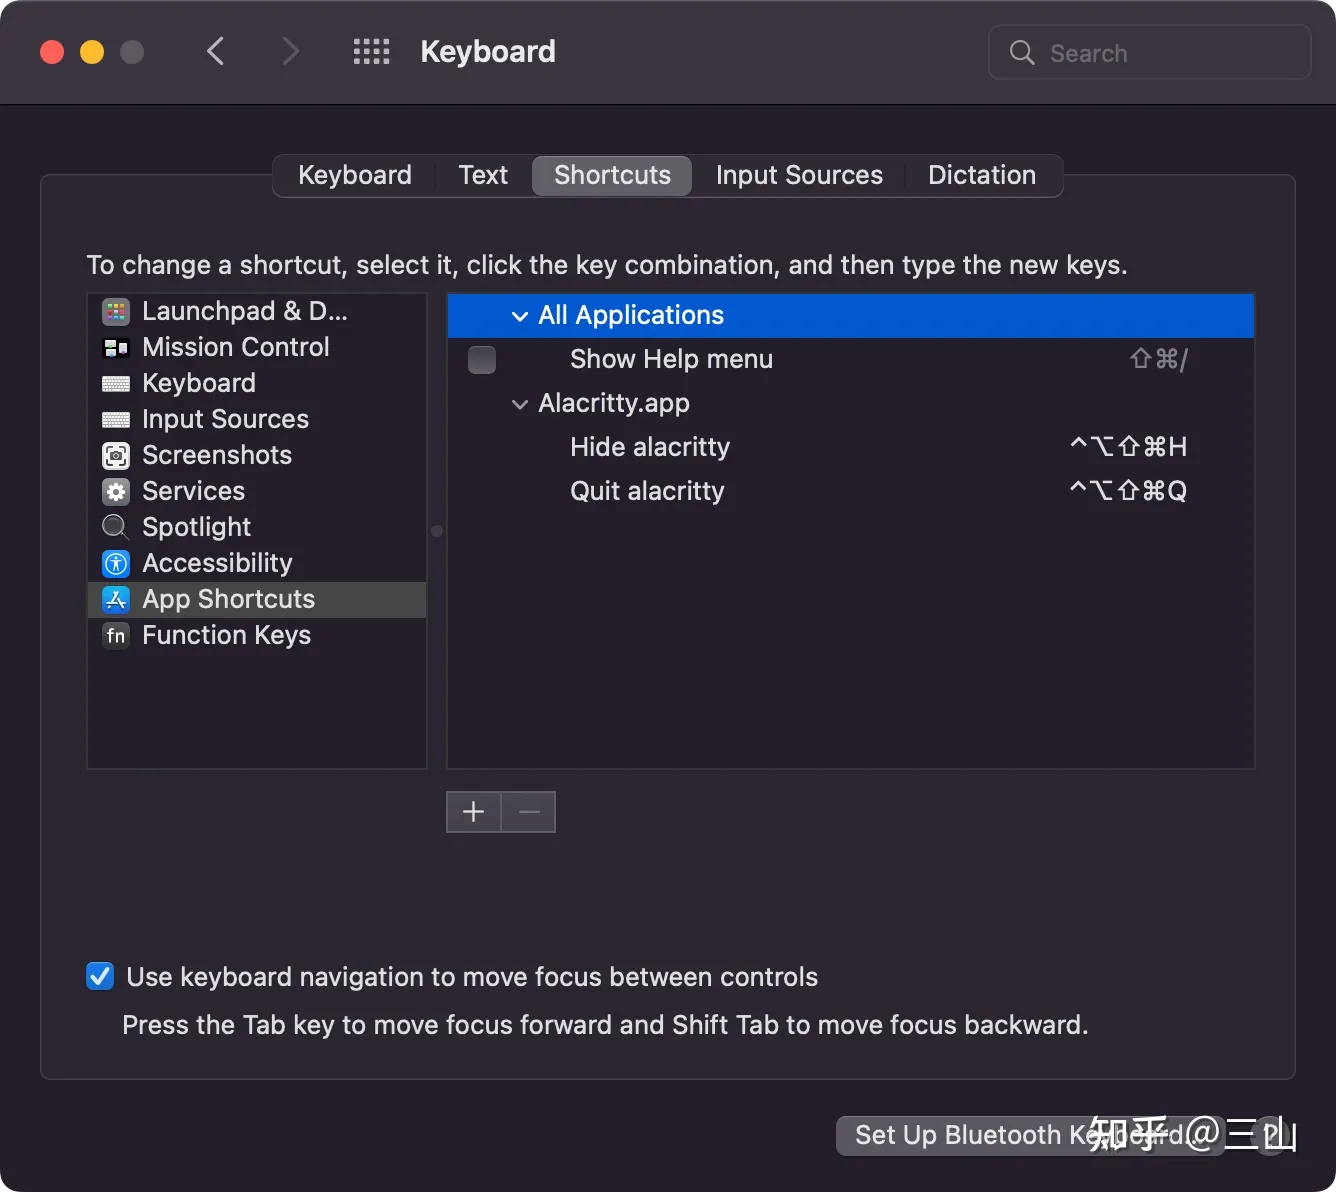 Keyboard
Search
Keyboard Text Shortcuts Input Sources Dictation
To change a shortcut, select it, click the key combination, and then type the new keys.
Launchpad & D...
Mission Control
Keyboard
Input Sources
Screenshots
Services
Spotlight
Accessibility
App Shortcuts
fn Function Keys
All Applications
Show Help menu ⇧⌘/
Alacritty.app
Hide alacritty ^⌥⇧⌘H
Quit alacritty ^⌥⇧⌘Q
Use keyboard navigation to move focus between controls
Press the Tab key to move focus forward and Shift Tab to move focus backward.
Set Up Bluetooth Keyboard...
?
知乎 @三山